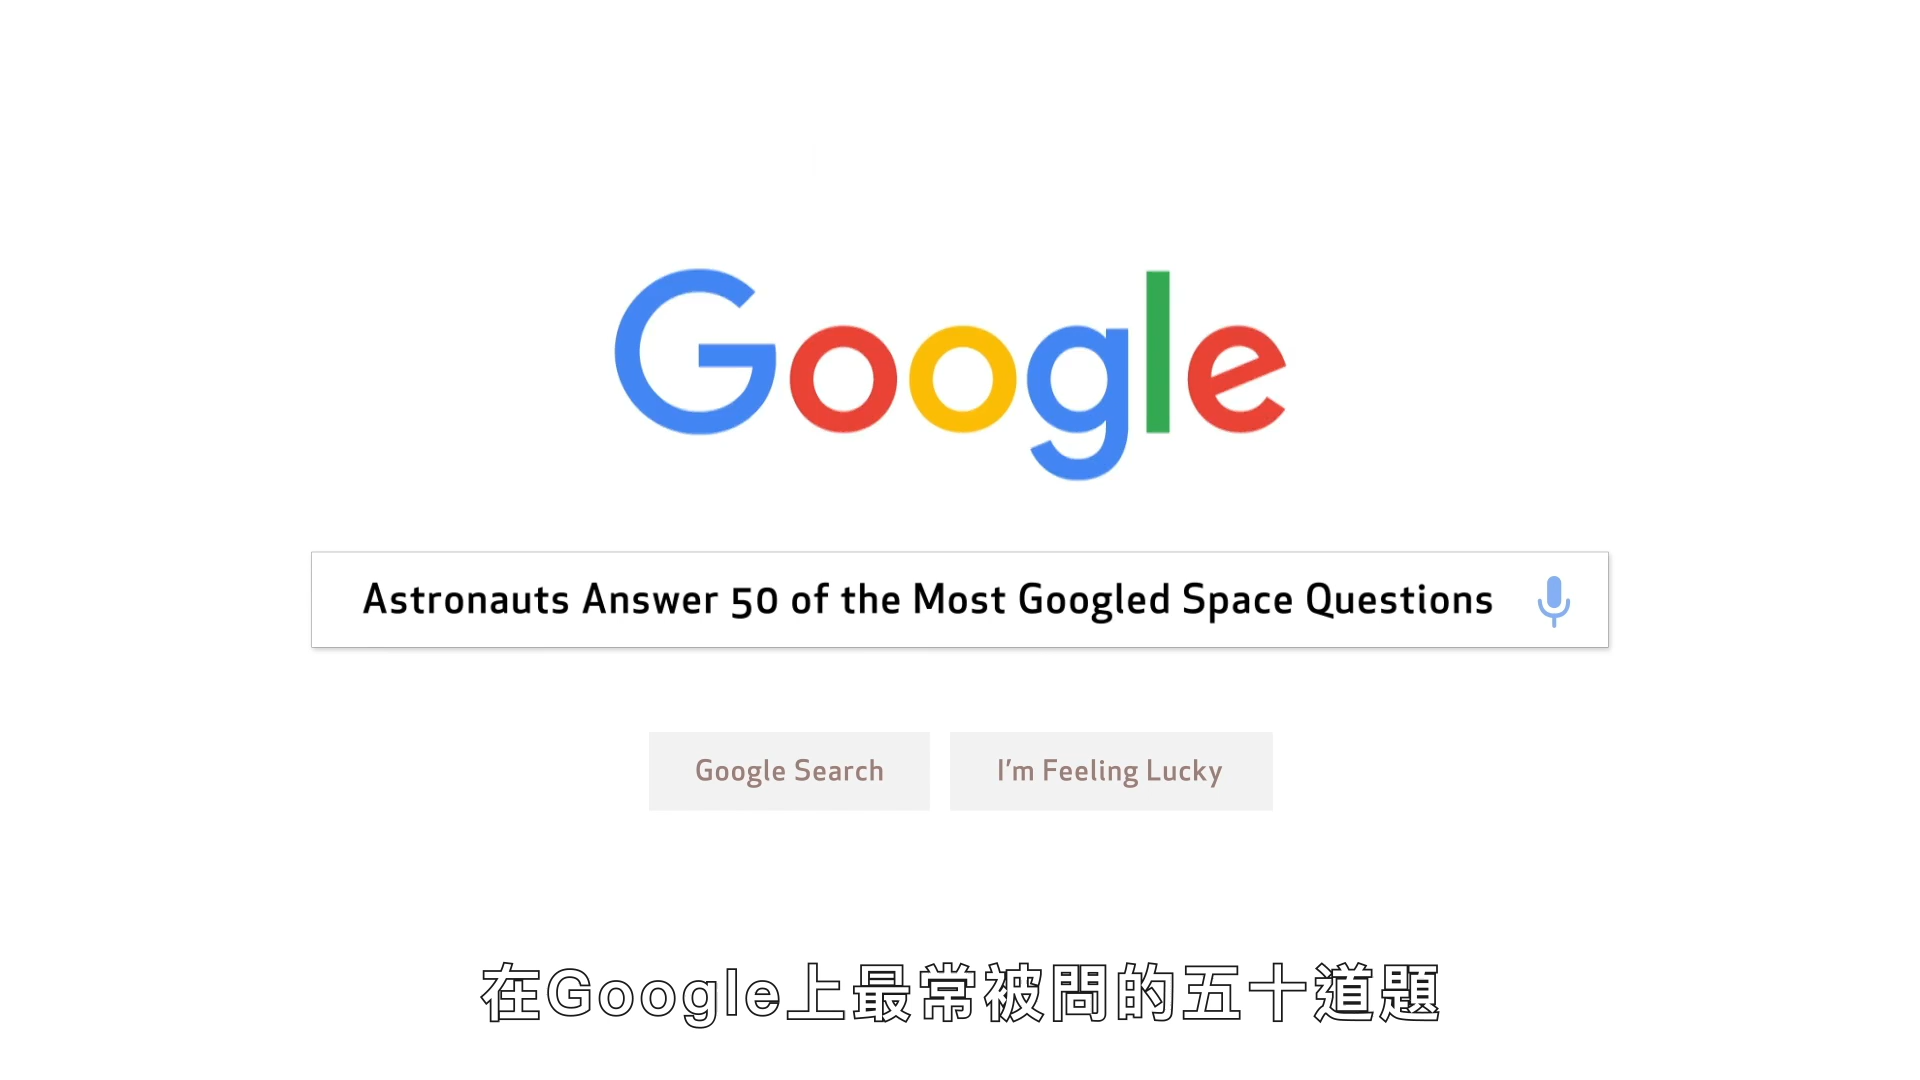 Google
Astronauts Answer 50 of the Most Googled Space Questions
Google Search
I'm Feeling Lucky
在Google上最常被問的五十道題